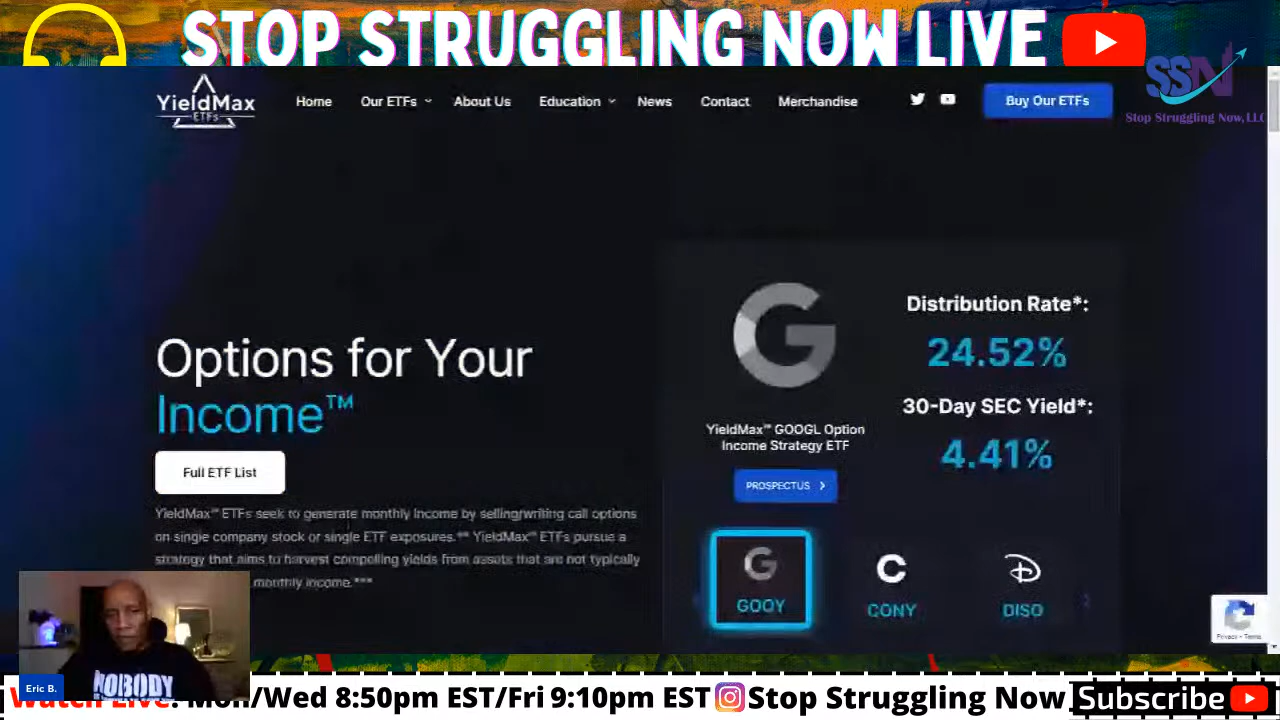 STOP STRUGGLING NOW LIVE
SSN
Stop Struggling Now, LLC
YieldMax
ETFs
Home Our ETFs About Us Education News Contact Merchandise Buy Our ETFs
Distribution Rate*:
24.52%
30-Day SEC Yield*:
4.41%
G
YieldMax™ GOOGL Option
Income Strategy ETF
PROSPECTUS >
Options for Your
Income™
Full ETF List
YieldMax™ ETFs seek to generate monthly income by selling/writing call options
on single company stock or single ETF exposures.** YieldMax™ ETFs pursue a
strategy that aims to harvest compelling yields from assets that are not typically
monthly income.***
G
GOOY
C
CONY
D
DISO
Privacy - Terms
NOBODY
Eric B.
Watch Live: Mon/Wed 8:50pm EST/Fri 9:10pm EST Stop Struggling Now
Subscribe